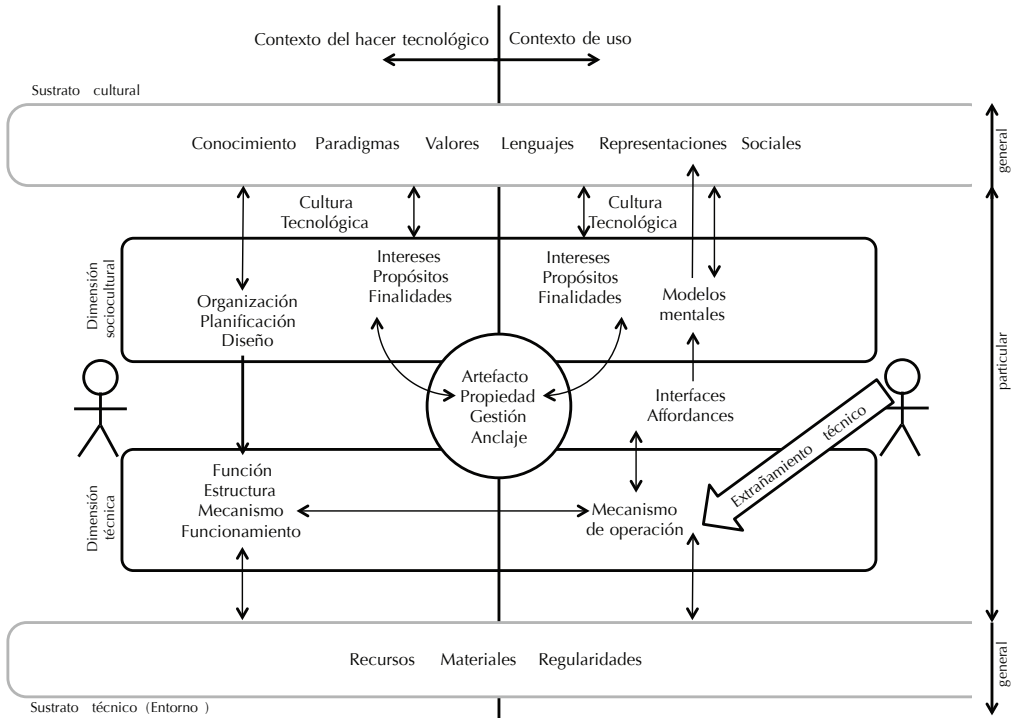 Contexto del hacer tecnológico
Contexto de uso
Sustrato cultural
Conocimiento Paradigmas Valores Lenguajes Representaciones Sociales
general
Cultura
Tecnológica
Cultura
Tecnológica
Dimensión
sociocultural
Intereses
Propósitos
Finalidades
Intereses
Propósitos
Finalidades
Organización
Planificación
Diseño
Modelos
mentales
particular
Artefacto
Propiedad
Gestión
Anclaje
Interfaces
Affordances
Extrañamiento técnico
Dimensión
técnica
Función
Estructura
Mecanismo
Funcionamiento
Mecanismo
de operación
Recursos Materiales Regularidades
general
Sustrato técnico (Entorno )